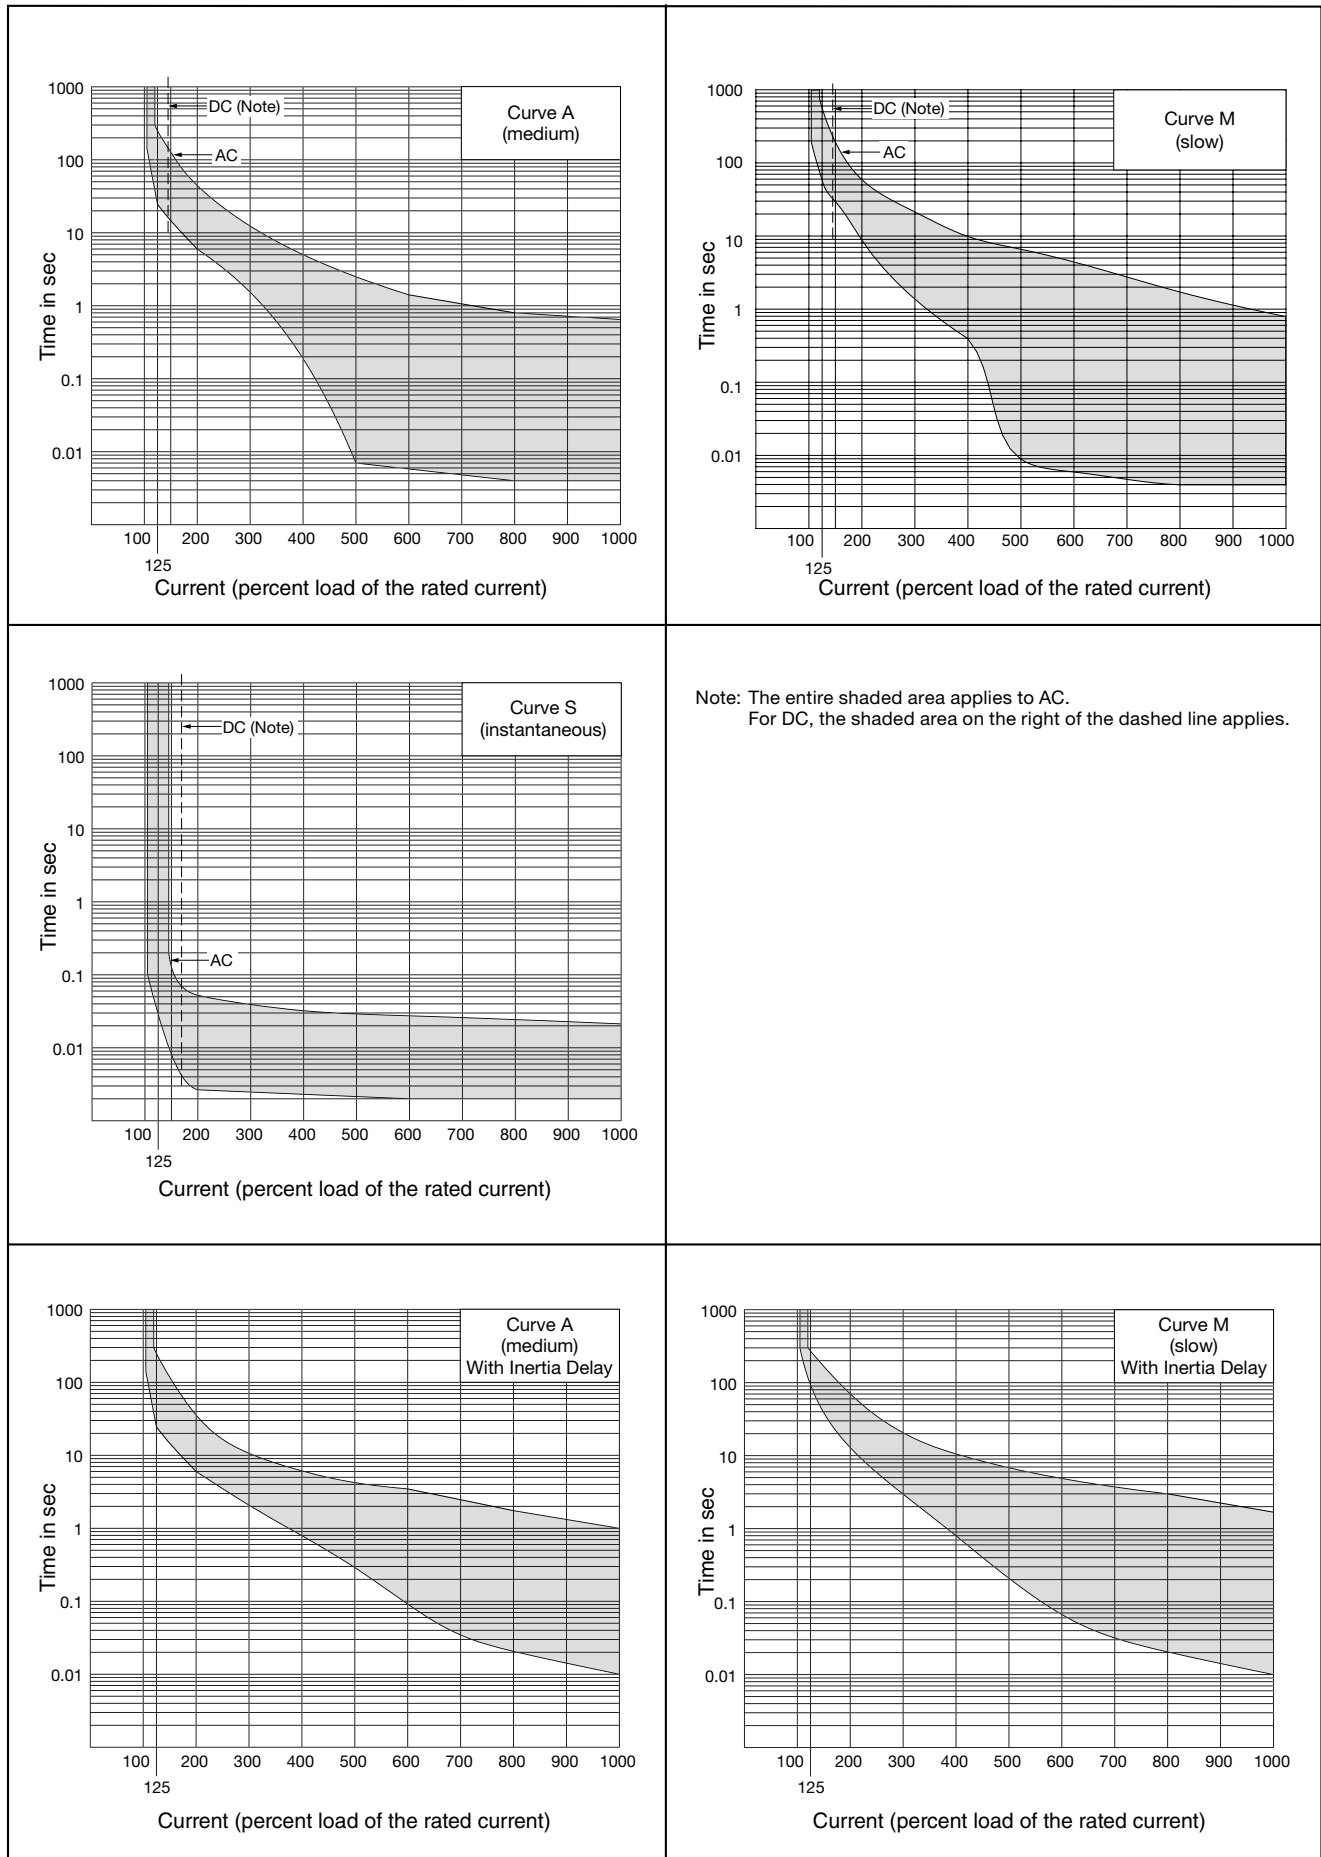 1000
100
10
1
0.1
0.01
Time in sec
DC (Note)
AC
Curve A
(medium)
100 200 300 400 500 600 700 800 900 1000
125
Current (percent load of the rated current)
1000
100
10
1
0.1
0.01
Time in sec
DC (Note)
AC
Curve M
(slow)
100 200 300 400 500 600 700 800 900 1000
125
Current (percent load of the rated current)
1000
100
10
1
0.1
0.01
Time in sec
DC (Note)
AC
Curve S
(instantaneous)
100 200 300 400 500 600 700 800 900 1000
125
Current (percent load of the rated current)
Note: The entire shaded area applies to AC.
For DC, the shaded area on the right of the dashed line applies.
1000
100
10
1
0.1
0.01
Time in sec
Curve A
(medium)
With Inertia Delay
100 200 300 400 500 600 700 800 900 1000
125
Current (percent load of the rated current)
1000
100
10
1
0.1
0.01
Time in sec
Curve M
(slow)
With Inertia Delay
100 200 300 400 500 600 700 800 900 1000
125
Current (percent load of the rated current)